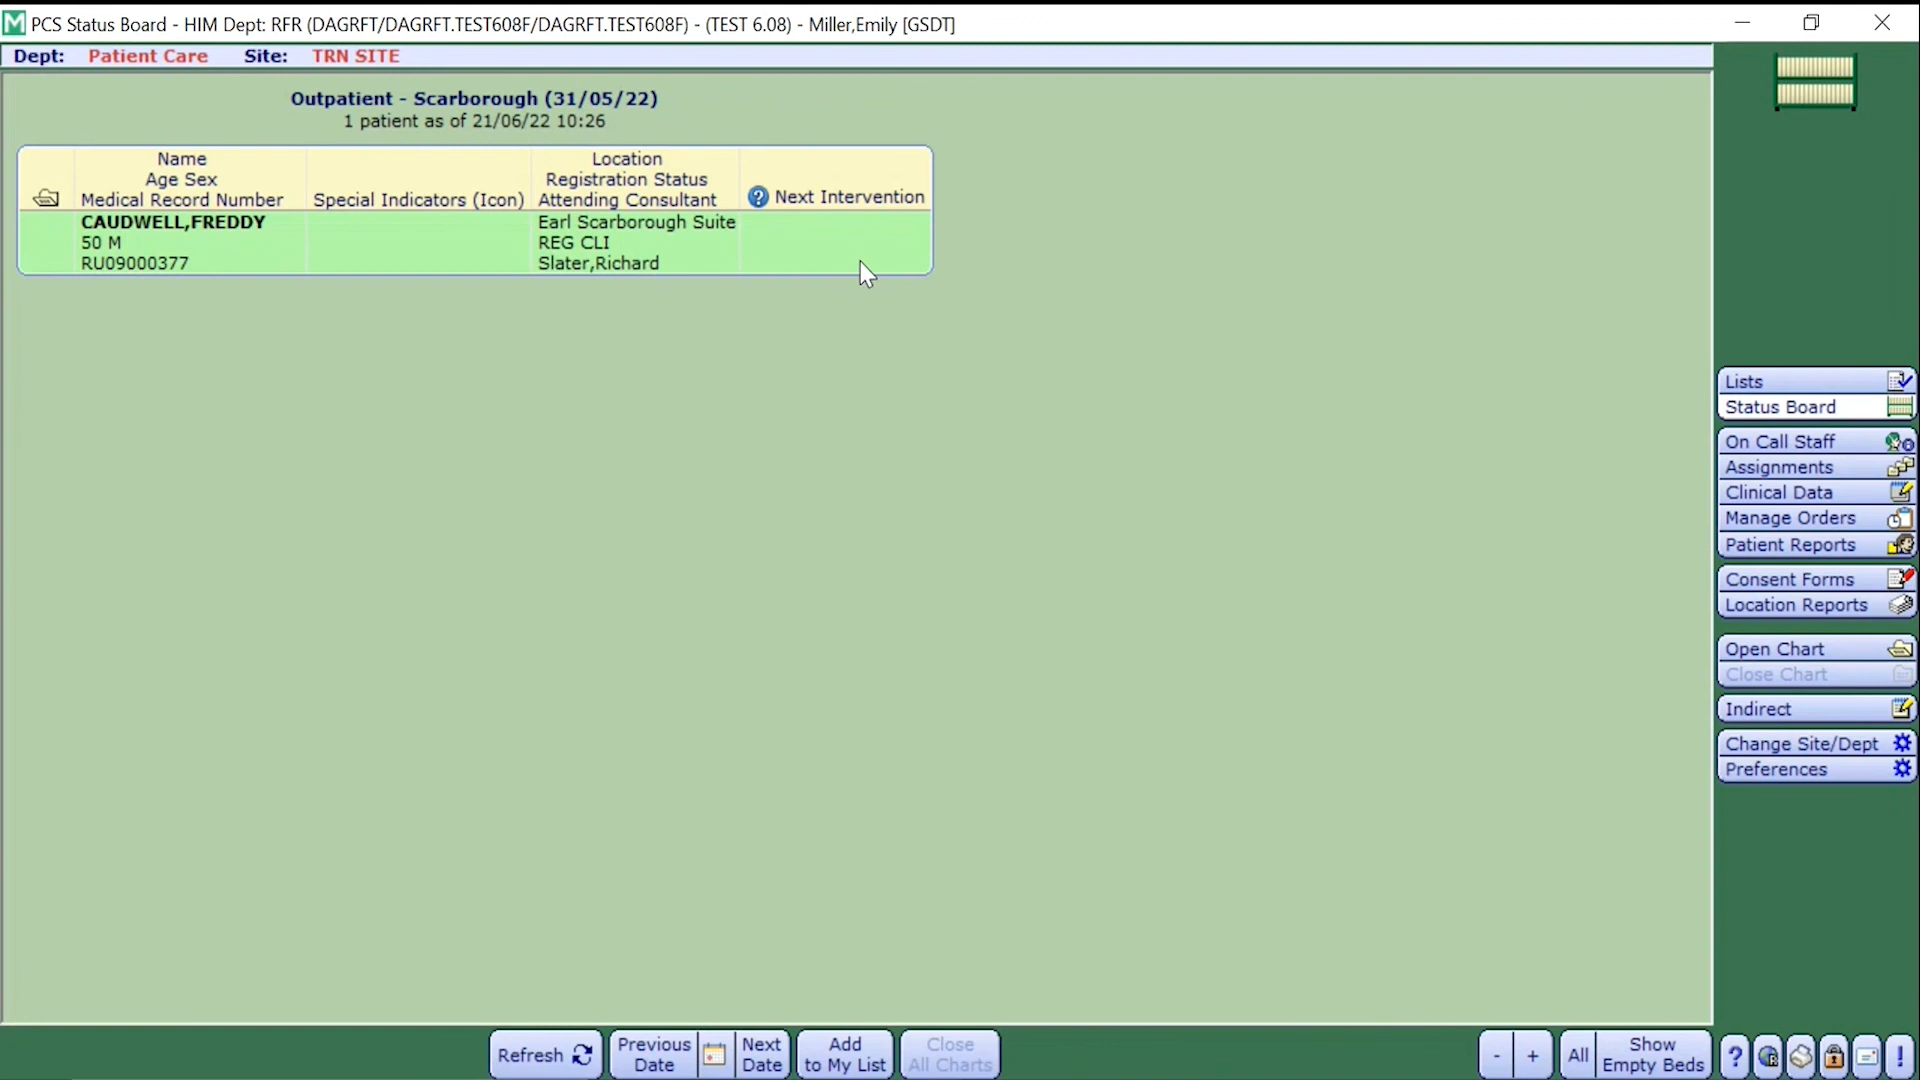 PCS Status Board - HIM Dept: RFR (DAGRFT/DAGRFT.TEST608F/DAGRFT.TEST608F) - (TEST 6.08) - Miller,Emily [GSDT]
Dept: Patient Care Site: TRN SITE
Outpatient - Scarborough (31/05/22)
1 patient as of 21/06/22 10:26
Name Location
Age Sex Registration Status
Medical Record Number Special Indicators (Icon) Attending Consultant Next Intervention
CAUDWELL,FREDDY Earl Scarborough Suite
50 M REG CLI
RU09000377 Slater,Richard
Lists
Status Board
On Call Staff
Assignments
Clinical Data
Manage Orders
Patient Reports
Consent Forms
Location Reports
Open Chart
Close Chart
Indirect
Change Site/Dept
Preferences
Refresh
Previous
Date
Next
Date
Add
to My List
Close
All Charts
- +
All
Show
Empty Beds